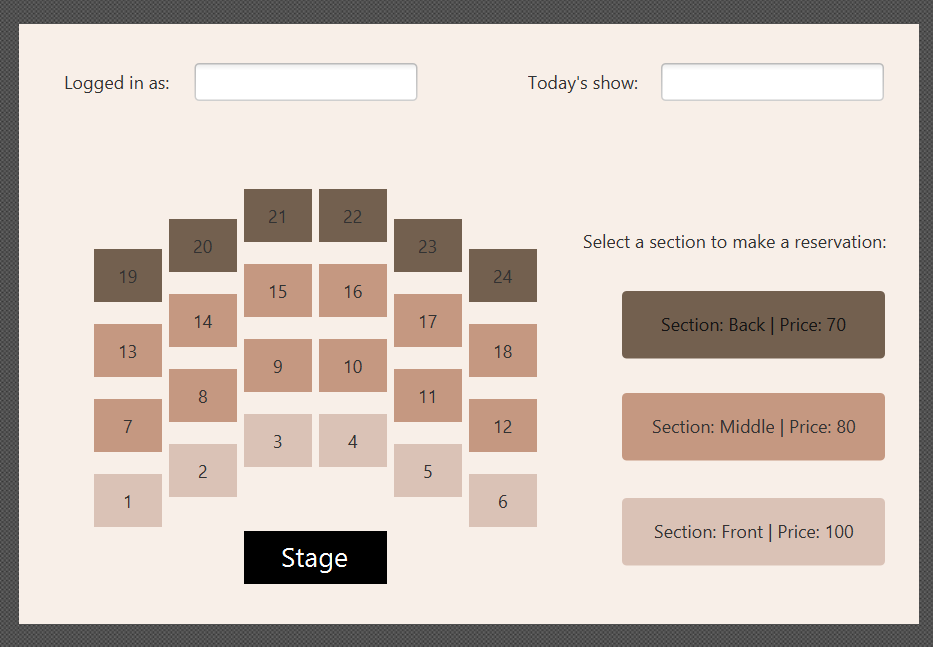 Logged in as:
Today's show:
21 22
20 23
Select a section to make a reservation:
19 24
15 16
14 17
Section: Back | Price: 70
13 18
9 10
8 11
7 12
Section: Middle | Price: 80
3 4
2 5
1 6
Section: Front | Price: 100
Stage